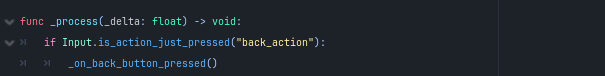 func _process(_delta: float) -> void:
if Input.is_action_just_pressed("back_action"):
_on_back_button_pressed()